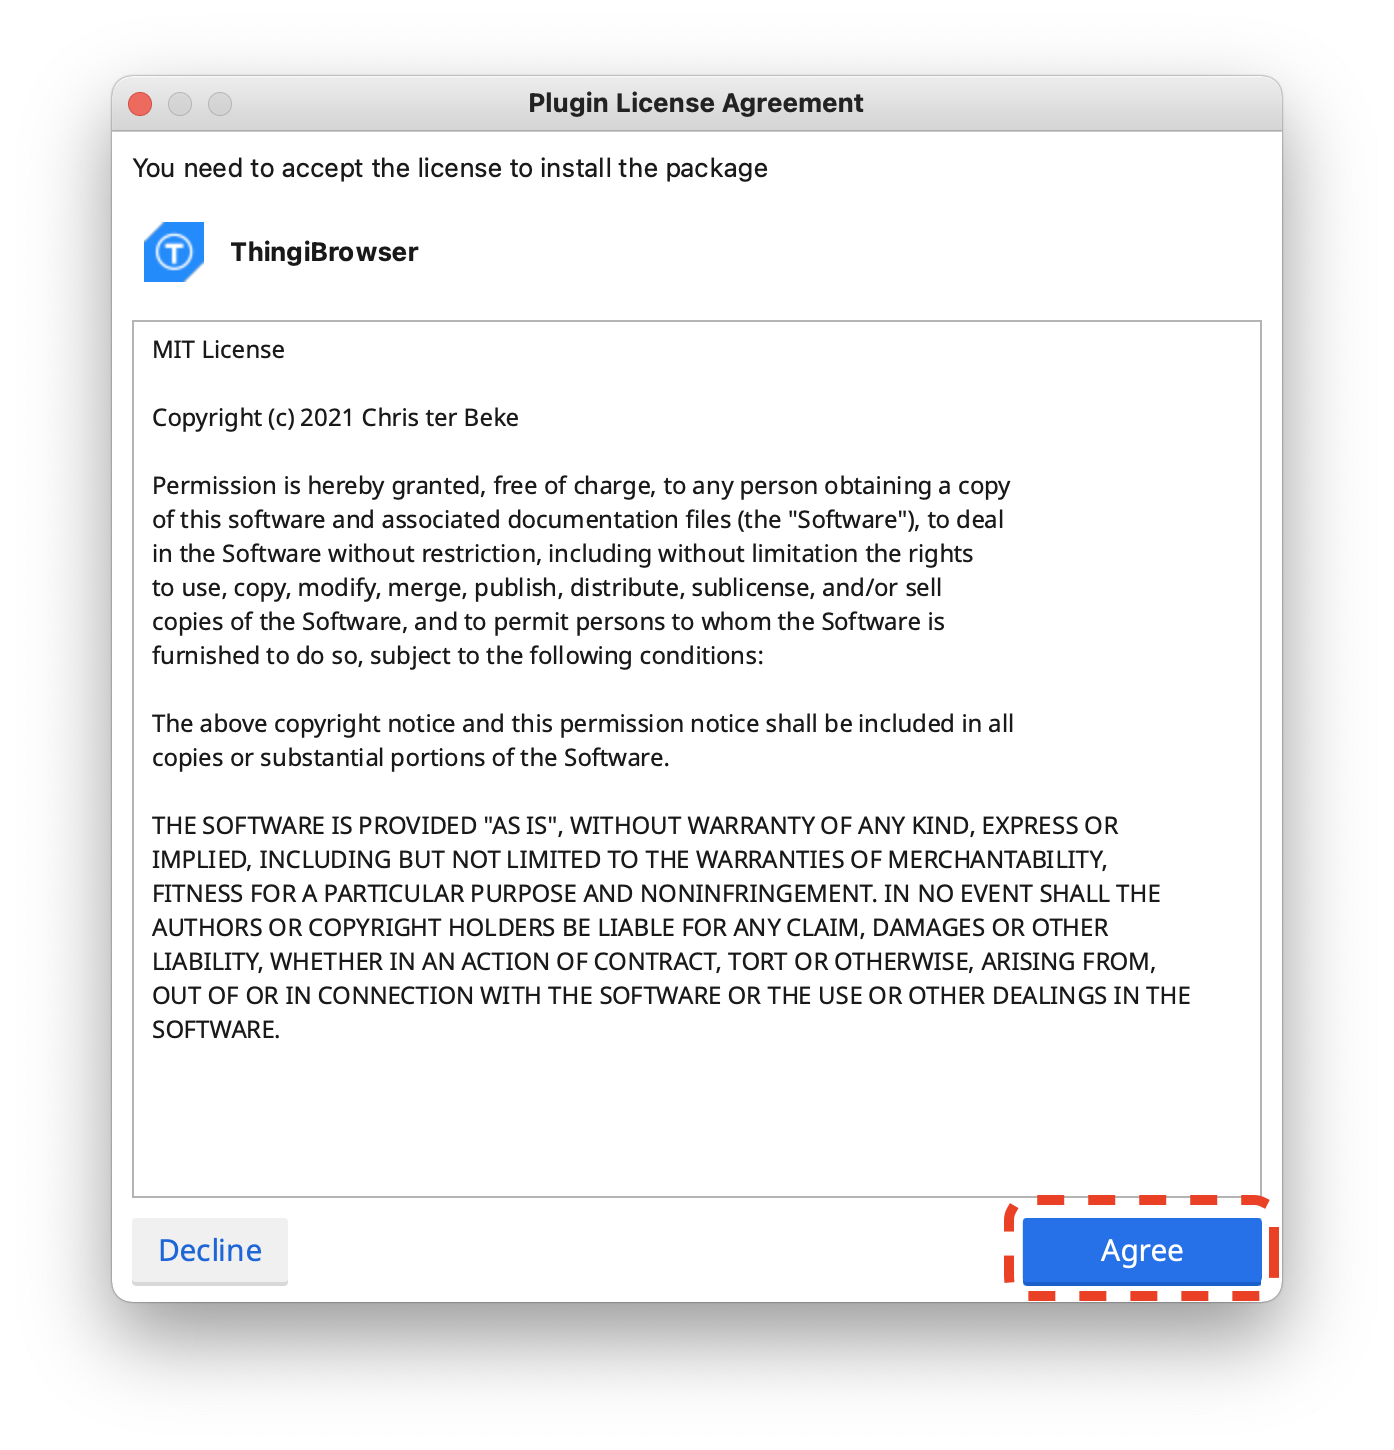 Plugin License Agreement
You need to accept the license to install the package
T
ThingiBrowser
MIT License
Copyright (c) 2021 Chris ter Beke
Permission is hereby granted, free of charge, to any person obtaining a copy
of this software and associated documentation files (the "Software"), to deal
in the Software without restriction, including without limitation the rights
to use, copy, modify, merge, publish, distribute, sublicense, and/or sell
copies of the Software, and to permit persons to whom the Software is
furnished to do so, subject to the following conditions:
The above copyright notice and this permission notice shall be included in all
copies or substantial portions of the Software.
THE SOFTWARE IS PROVIDED "AS IS", WITHOUT WARRANTY OF ANY KIND, EXPRESS OR
IMPLIED, INCLUDING BUT NOT LIMITED TO THE WARRANTIES OF MERCHANTABILITY,
FITNESS FOR A PARTICULAR PURPOSE AND NONINFRINGEMENT. IN NO EVENT SHALL THE
AUTHORS OR COPYRIGHT HOLDERS BE LIABLE FOR ANY CLAIM, DAMAGES OR OTHER
LIABILITY, WHETHER IN AN ACTION OF CONTRACT, TORT OR OTHERWISE, ARISING FROM,
OUT OF OR IN CONNECTION WITH THE SOFTWARE OR THE USE OR OTHER DEALINGS IN THE
SOFTWARE.
Decline
Agree